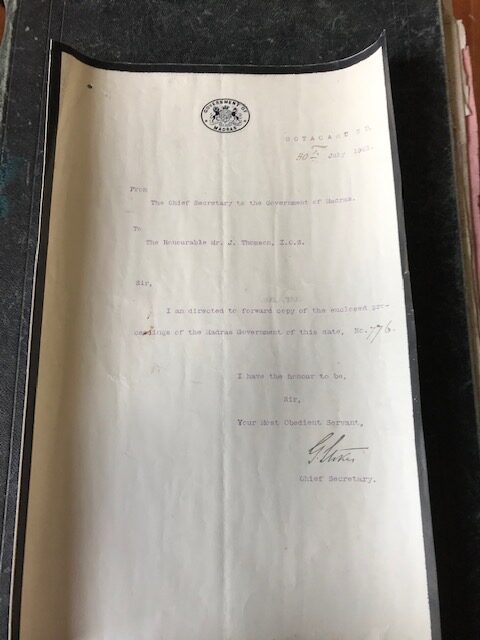 GOVERNMENT OF
MADRAS
30th July 1901.
From
The Chief Secretary to the Government of Madras.
To
The Honourable Mr. J. Thomson, I.C.S.
Sir,
I am directed to forward copy of the enclosed pro-
ceedings of the Madras Government of this date, No. 776.
I have the honour to be,
Sir,
Your Most Obedient Servant,
G Stokes
Chief Secretary.